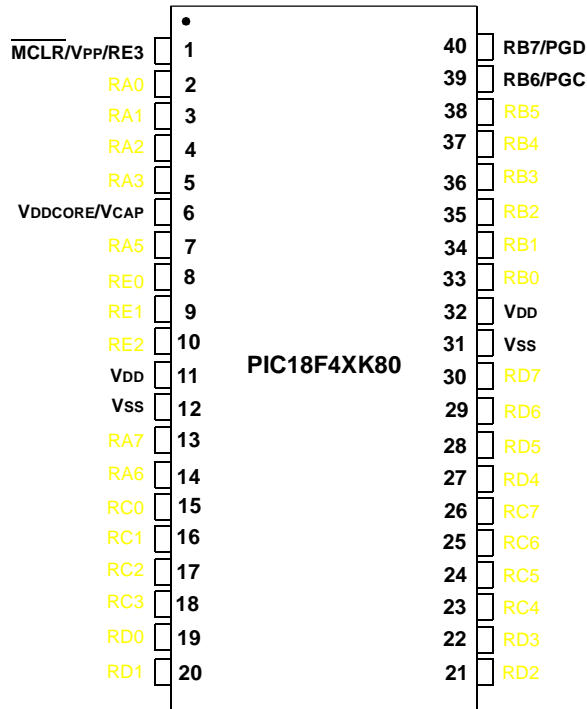 MCLR/VPP/RE3 1 40 RB7/PGD
RA0 2 39 RB6/PGC
RA1 3 38 RB5
RA2 4 37 RB4
RA3 5 36 RB3
VDDCORE/VCAP 6 35 RB2
RA5 7 34 RB1
RE0 8 33 RB0
RE1 9 32 VDD
RE2 10 31 VSS
VDD 11 PIC18F4XK80 30 RD7
VSS 12 29 RD6
RA7 13 28 RD5
RA6 14 27 RD4
RC0 15 26 RC7
RC1 16 25 RC6
RC2 17 24 RC5
RC3 18 23 RC4
RD0 19 22 RD3
RD1 20 21 RD2